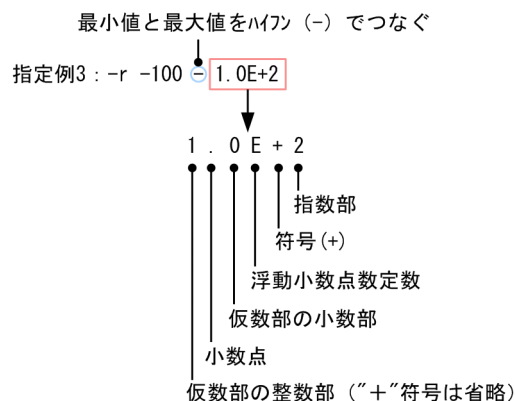 最小値と最大値をﾊｲﾌﾝ (-) でつなぐ
指定例3：-r -100 - 1.0E+2
1 . 0 E + 2
指数部
符号(+)
浮動小数点数定数
仮数部の小数部
小数点
仮数部の整数部 ("＋"符号は省略)